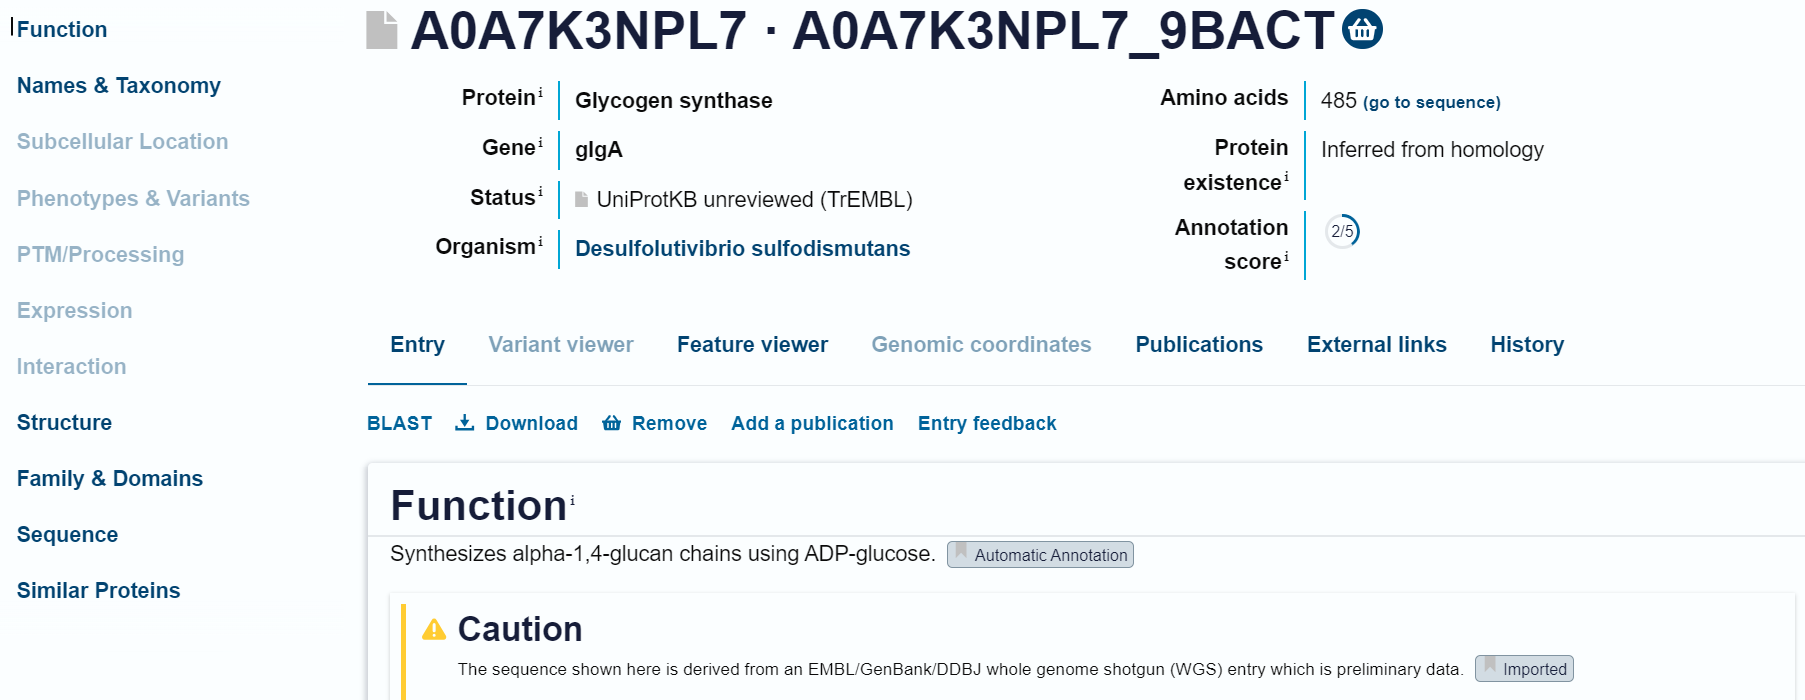 Function
Names & Taxonomy
Subcellular Location
Phenotypes & Variants
PTM/Processing
Expression
Interaction
Structure
Family & Domains
Sequence
Similar Proteins
A0A7K3NPL7 · A0A7K3NPL7_9BACT
Protein i Glycogen synthase
Gene i glgA
Status i UniProtKB unreviewed (TrEMBL)
Organism i Desulfolutivibrio sulfodismutans
Amino acids 485 (go to sequence)
Protein existence i Inferred from homology
Annotation score i 2/5
Entry Variant viewer Feature viewer Genomic coordinates Publications External links History
BLAST Download Remove Add a publication Entry feedback
Function i
Synthesizes alpha-1,4-glucan chains using ADP-glucose. Automatic Annotation
Caution
The sequence shown here is derived from an EMBL/GenBank/DDBJ whole genome shotgun (WGS) entry which is preliminary data. Imported